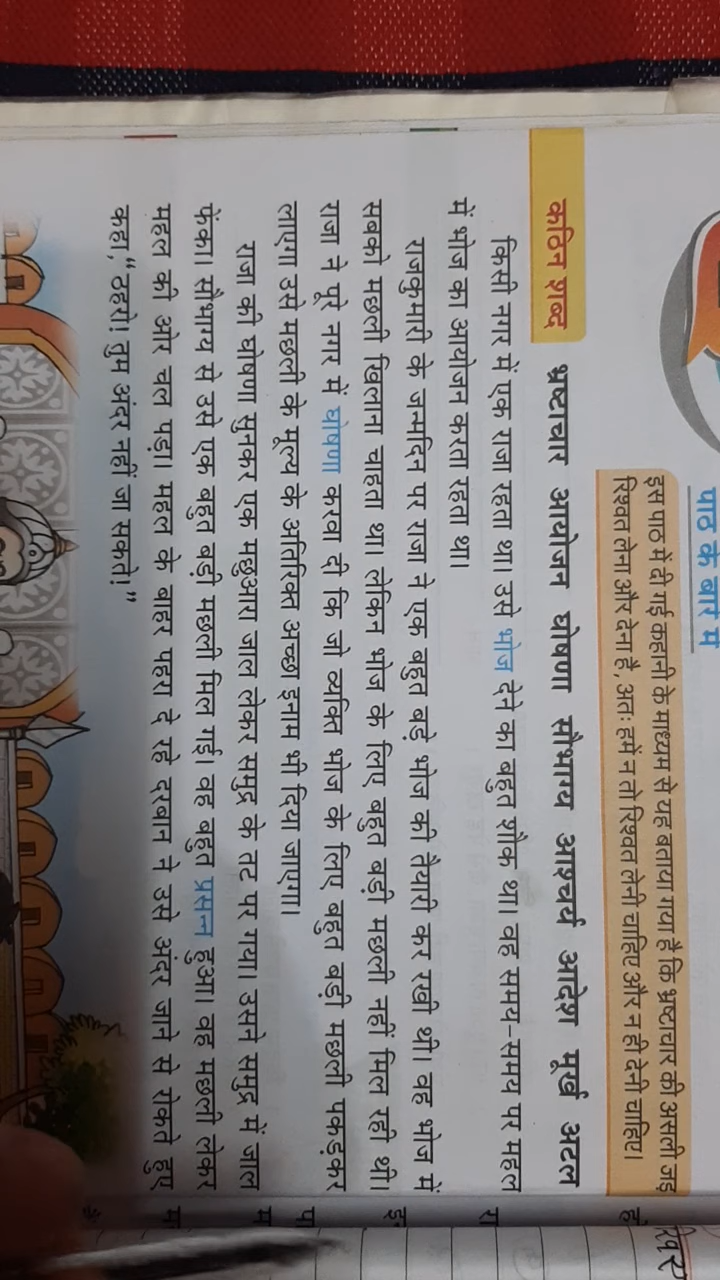 पाठ के बारे में
इस पाठ में दी गई कहानी के माध्यम से यह बताया गया है कि भ्रष्टाचार की असली जड़
रिश्वत लेना और देना है, अतः हमें न तो रिश्वत लेनी चाहिए और न ही देनी चाहिए।
कठिन शब्द भ्रष्टाचार आयोजन घोषणा सौभाग्य आश्चर्य आदेश मूर्ख अटल
किसी नगर में एक राजा रहता था। उसे भोज देने का बहुत शौक था। वह समय-समय पर महल
में भोज का आयोजन करता रहता था।
राजकुमारी के जन्मदिन पर राजा ने एक बहुत बड़े भोज की तैयारी कर रखी थी। वह भोज में
सबको मछली खिलाना चाहता था। लेकिन भोज के लिए बहुत बड़ी मछली नहीं मिल रही थी।
राजा ने पूरे नगर में घोषणा करवा दी कि जो व्यक्ति भोज के लिए बहुत बड़ी मछली पकड़कर
लाएगा उसे मछली के मूल्य के अतिरिक्त अच्छा इनाम भी दिया जाएगा।
राजा की घोषणा सुनकर एक मछुआरा जाल लेकर समुद्र के तट पर गया। उसने समुद्र में जाल
फेंका। सौभाग्य से उसे एक बहुत बड़ी मछली मिल गई। वह बहुत प्रसन्न हुआ। वह मछली लेकर
महल की ओर चल पड़ा। महल के बाहर पहरा दे रहे दरबान ने उसे अंदर जाने से रोकते हुए
कहा, "ठहरो! तुम अंदर नहीं जा सकते!"